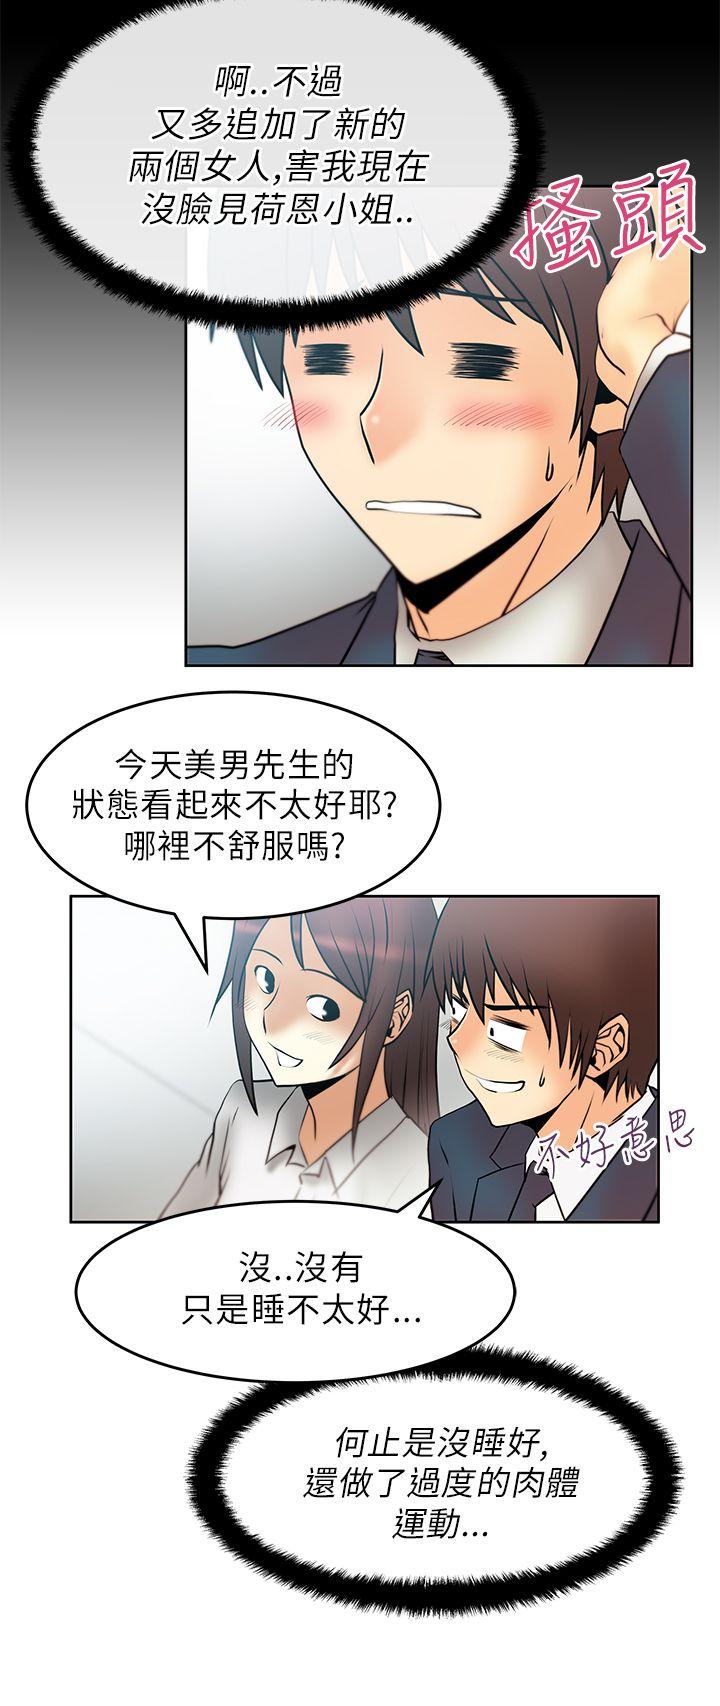 啊..不過
又多追加了新的
兩個女人,害我現在
沒臉見荷恩小姐..
搔頭
今天美男先生的
狀態看起來不太好耶?
哪裡不舒服嗎?
不好意思
沒..沒有
只是睡不太好...
何止是沒睡好,
還做了過度的肉體
運動...